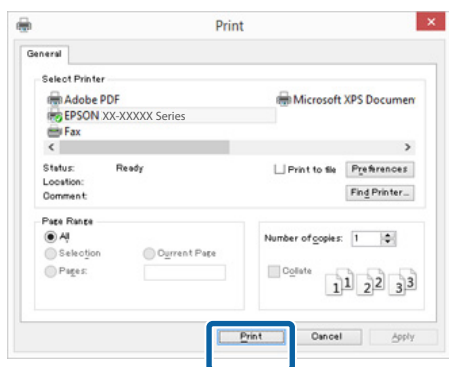 Print
General
Select Printer
Adobe PDF
Microsoft XPS Documen
EPSON XX-XXXXX Series
Fax
Status: Ready
Print to file
Preferences
Location:
Comment:
Find Printer...
Page Range
All
Selection
Current Page
Pages:
Number of copies: 1
Collate
1 1 2 2 3 3
Print
Cancel
Apply